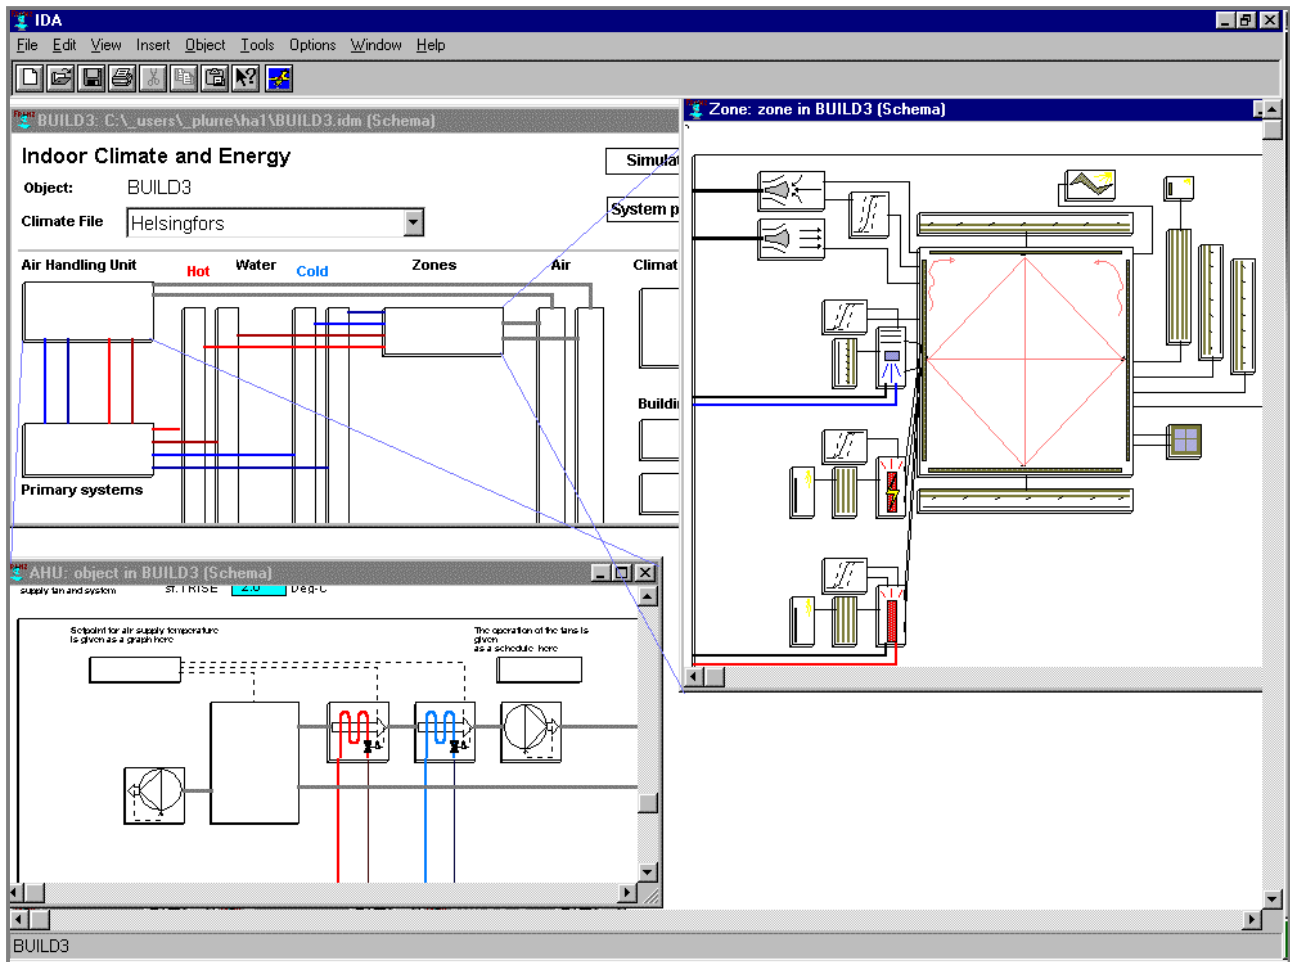 IDA
File Edit View Insert Object Tools Options Window Help
BUILD3: C:\_users\_plurre\ha1\BUILD3.idm (Schema)
Zone: zone in BUILD3 (Schema)
Indoor Climate and Energy
Simulat
Object: BUILD3
System p
Climate File Helsingfors
Air Handling Unit Hot Water Cold Zones Air Climat
Buildi
Primary systems
AHU: object in BUILD3 (Schema)
supply fan and system st.TRISE 2.0 Deg-C
Setpoint for air supply temperature
is given as a graph here
The operation of the fans is
given
as a schedule here
BUILD3